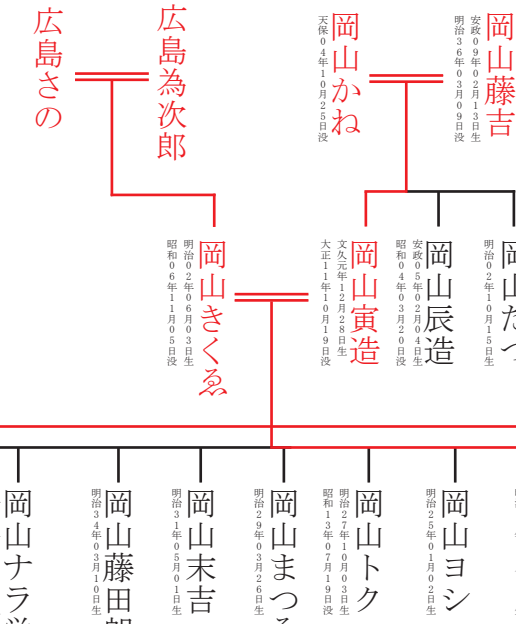 岡山藤吉
安政09年02月13日生
明治36年03月09日没
岡山かね
天保04年10月25日没
広島為次郎
広島さの
明治02年10月15日生
岡山辰造
安政05年02月04日生
昭和04年03月20日没
岡山寅造
文久元年12月28日生
大正11年10月19日没
岡山きくゑ
明治02年06月03日生
昭和06年11月05日没
岡山ヨシ
明治25年01月02日生
岡山トク
明治27年10月03日生
昭和13年07月19日没
岡山まつ
明治29年03月26日生
岡山末吉
明治31年05月01日生
岡山藤田
明治34年03月10日生
岡山ナラ